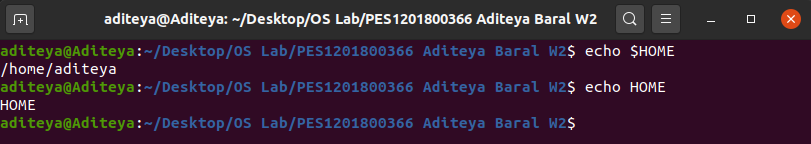 aditeya@Aditeya: ~/Desktop/OS Lab/PES1201800366 Aditeya Baral W2
aditeya@Aditeya:~/Desktop/OS Lab/PES1201800366 Aditeya Baral W2$ echo $HOME
/home/aditeya
aditeya@Aditeya:~/Desktop/OS Lab/PES1201800366 Aditeya Baral W2$ echo HOME
HOME
aditeya@Aditeya:~/Desktop/OS Lab/PES1201800366 Aditeya Baral W2$